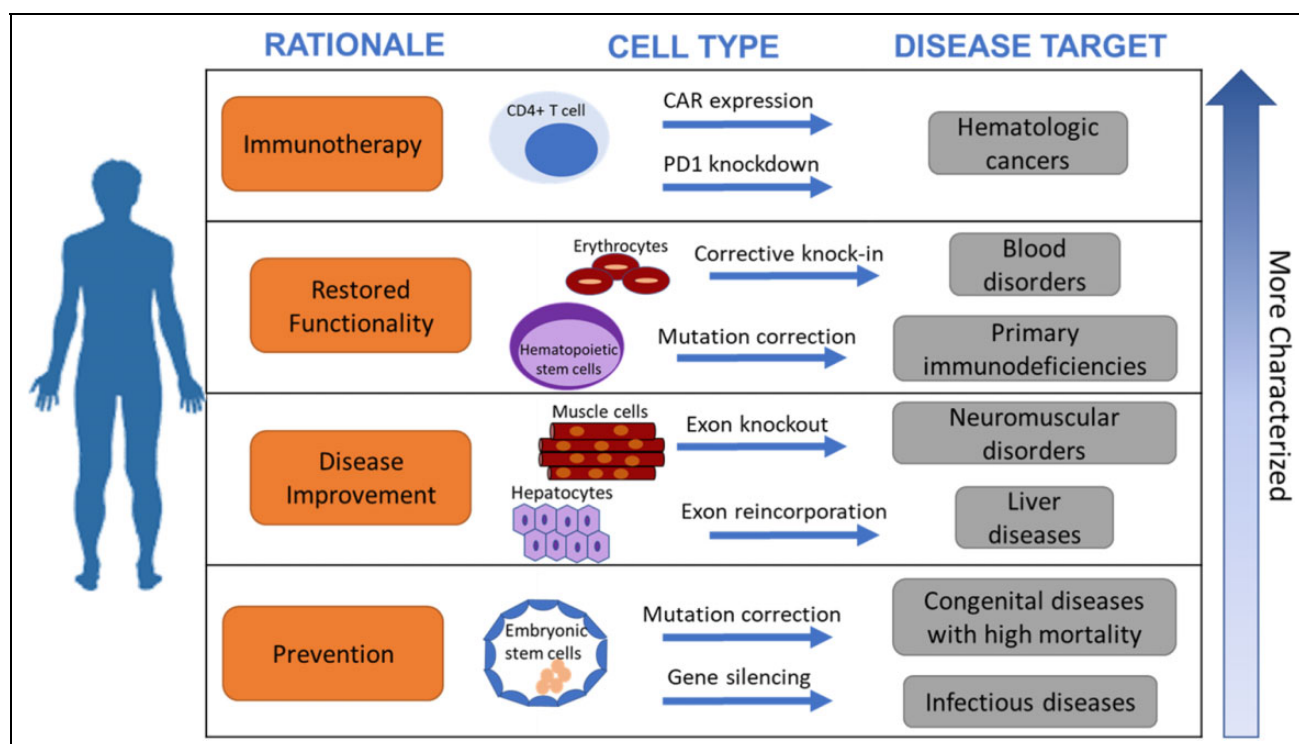 RATIONALE CELL TYPE DISEASE TARGET
Immunotherapy
CD4+ T cell
CAR expression
PD1 knockdown
Hematologic
cancers
Restored
Functionality
Erythrocytes
Corrective knock-in
Blood
disorders
Hematopoietic
stem cells
Mutation correction
Primary
immunodeficiencies
Disease
Improvement
Muscle cells
Exon knockout
Neuromuscular
disorders
Hepatocytes
Exon reincorporation
Liver
diseases
Prevention
Embryonic
stem cells
Mutation correction
Congenital diseases
with high mortality
Gene silencing
Infectious diseases
More Characterized